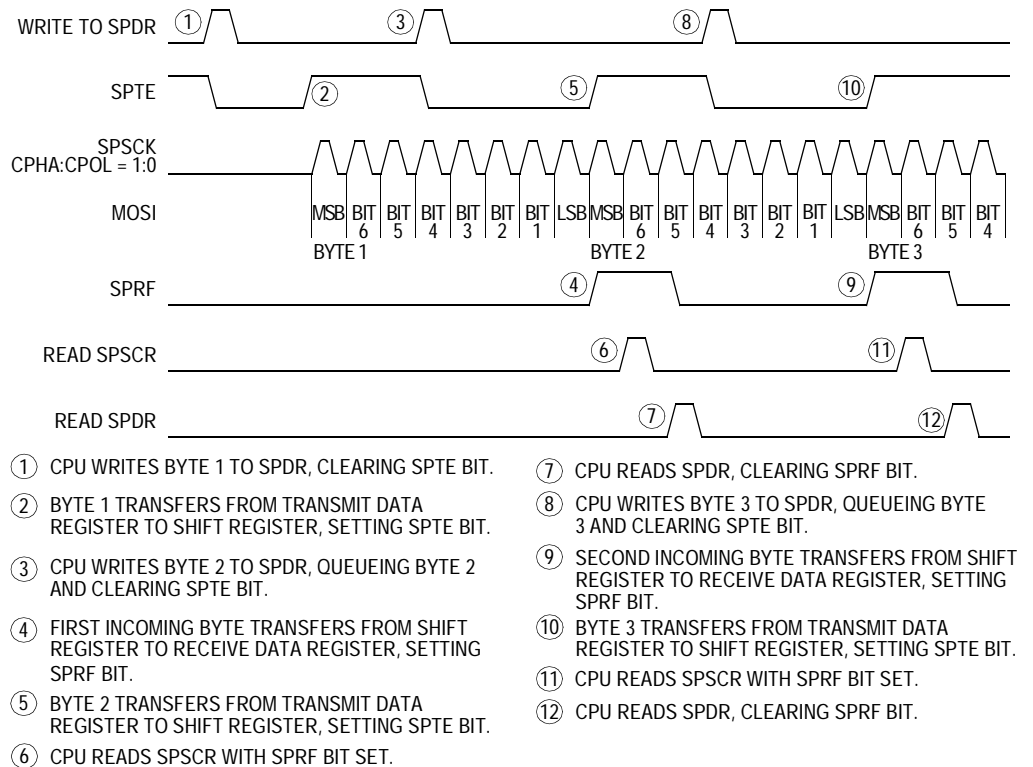 WRITE TO SPDR
1
3
8
SPTE
2
5
10
SPSCK
CPHA:CPOL = 1:0
MOSI
MSB BIT 6 BIT 5 BIT 4 BIT 3 BIT 2 BIT 1 LSB MSB BIT 6 BIT 5 BIT 4 BIT 3 BIT 2 BIT 1 LSB MSB BIT 6 BIT 5 BIT 4
BYTE 1 BYTE 2 BYTE 3
SPRF
4
9
READ SPSCR
6
11
READ SPDR
7
12
1 CPU WRITES BYTE 1 TO SPDR, CLEARING SPTE BIT.
2 BYTE 1 TRANSFERS FROM TRANSMIT DATA
REGISTER TO SHIFT REGISTER, SETTING SPTE BIT.
3 CPU WRITES BYTE 2 TO SPDR, QUEUEING BYTE 2
AND CLEARING SPTE BIT.
4 FIRST INCOMING BYTE TRANSFERS FROM SHIFT
REGISTER TO RECEIVE DATA REGISTER, SETTING
SPRF BIT.
5 BYTE 2 TRANSFERS FROM TRANSMIT DATA
REGISTER TO SHIFT REGISTER, SETTING SPTE BIT.
6 CPU READS SPSCR WITH SPRF BIT SET.
7 CPU READS SPDR, CLEARING SPRF BIT.
8 CPU WRITES BYTE 3 TO SPDR, QUEUEING BYTE
3 AND CLEARING SPTE BIT.
9 SECOND INCOMING BYTE TRANSFERS FROM SHIFT
REGISTER TO RECEIVE DATA REGISTER, SETTING
SPRF BIT.
10 BYTE 3 TRANSFERS FROM TRANSMIT DATA
REGISTER TO SHIFT REGISTER, SETTING SPTE BIT.
11 CPU READS SPSCR WITH SPRF BIT SET.
12 CPU READS SPDR, CLEARING SPRF BIT.